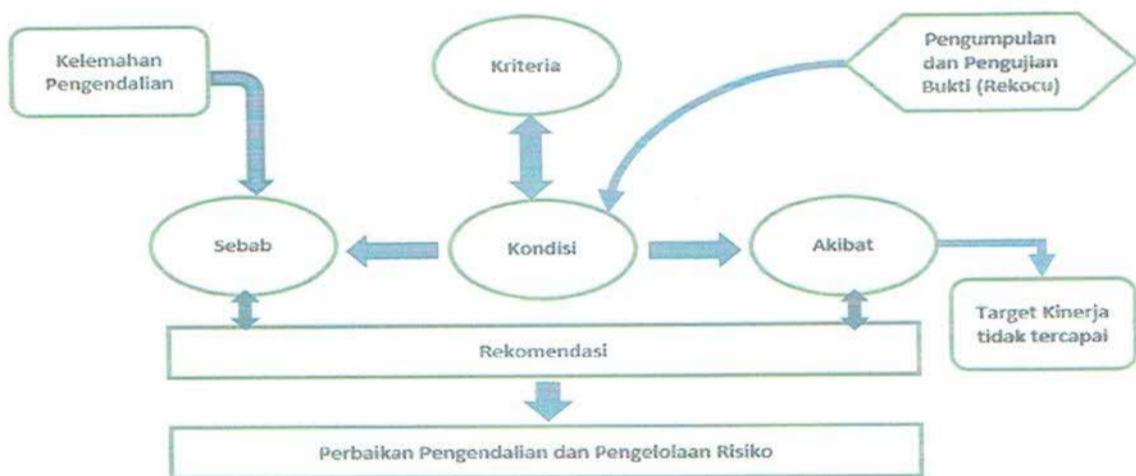 Kelemahan
Pengendalian
Kriteria
Pengumpulan
dan Pengujian
Bukti (Rekocu)
Sebab
Kondisi
Akibat
Target Kinerja
tidak tercapai
Rekomendasi
Perbaikan Pengendalian dan Pengelolaan Risiko